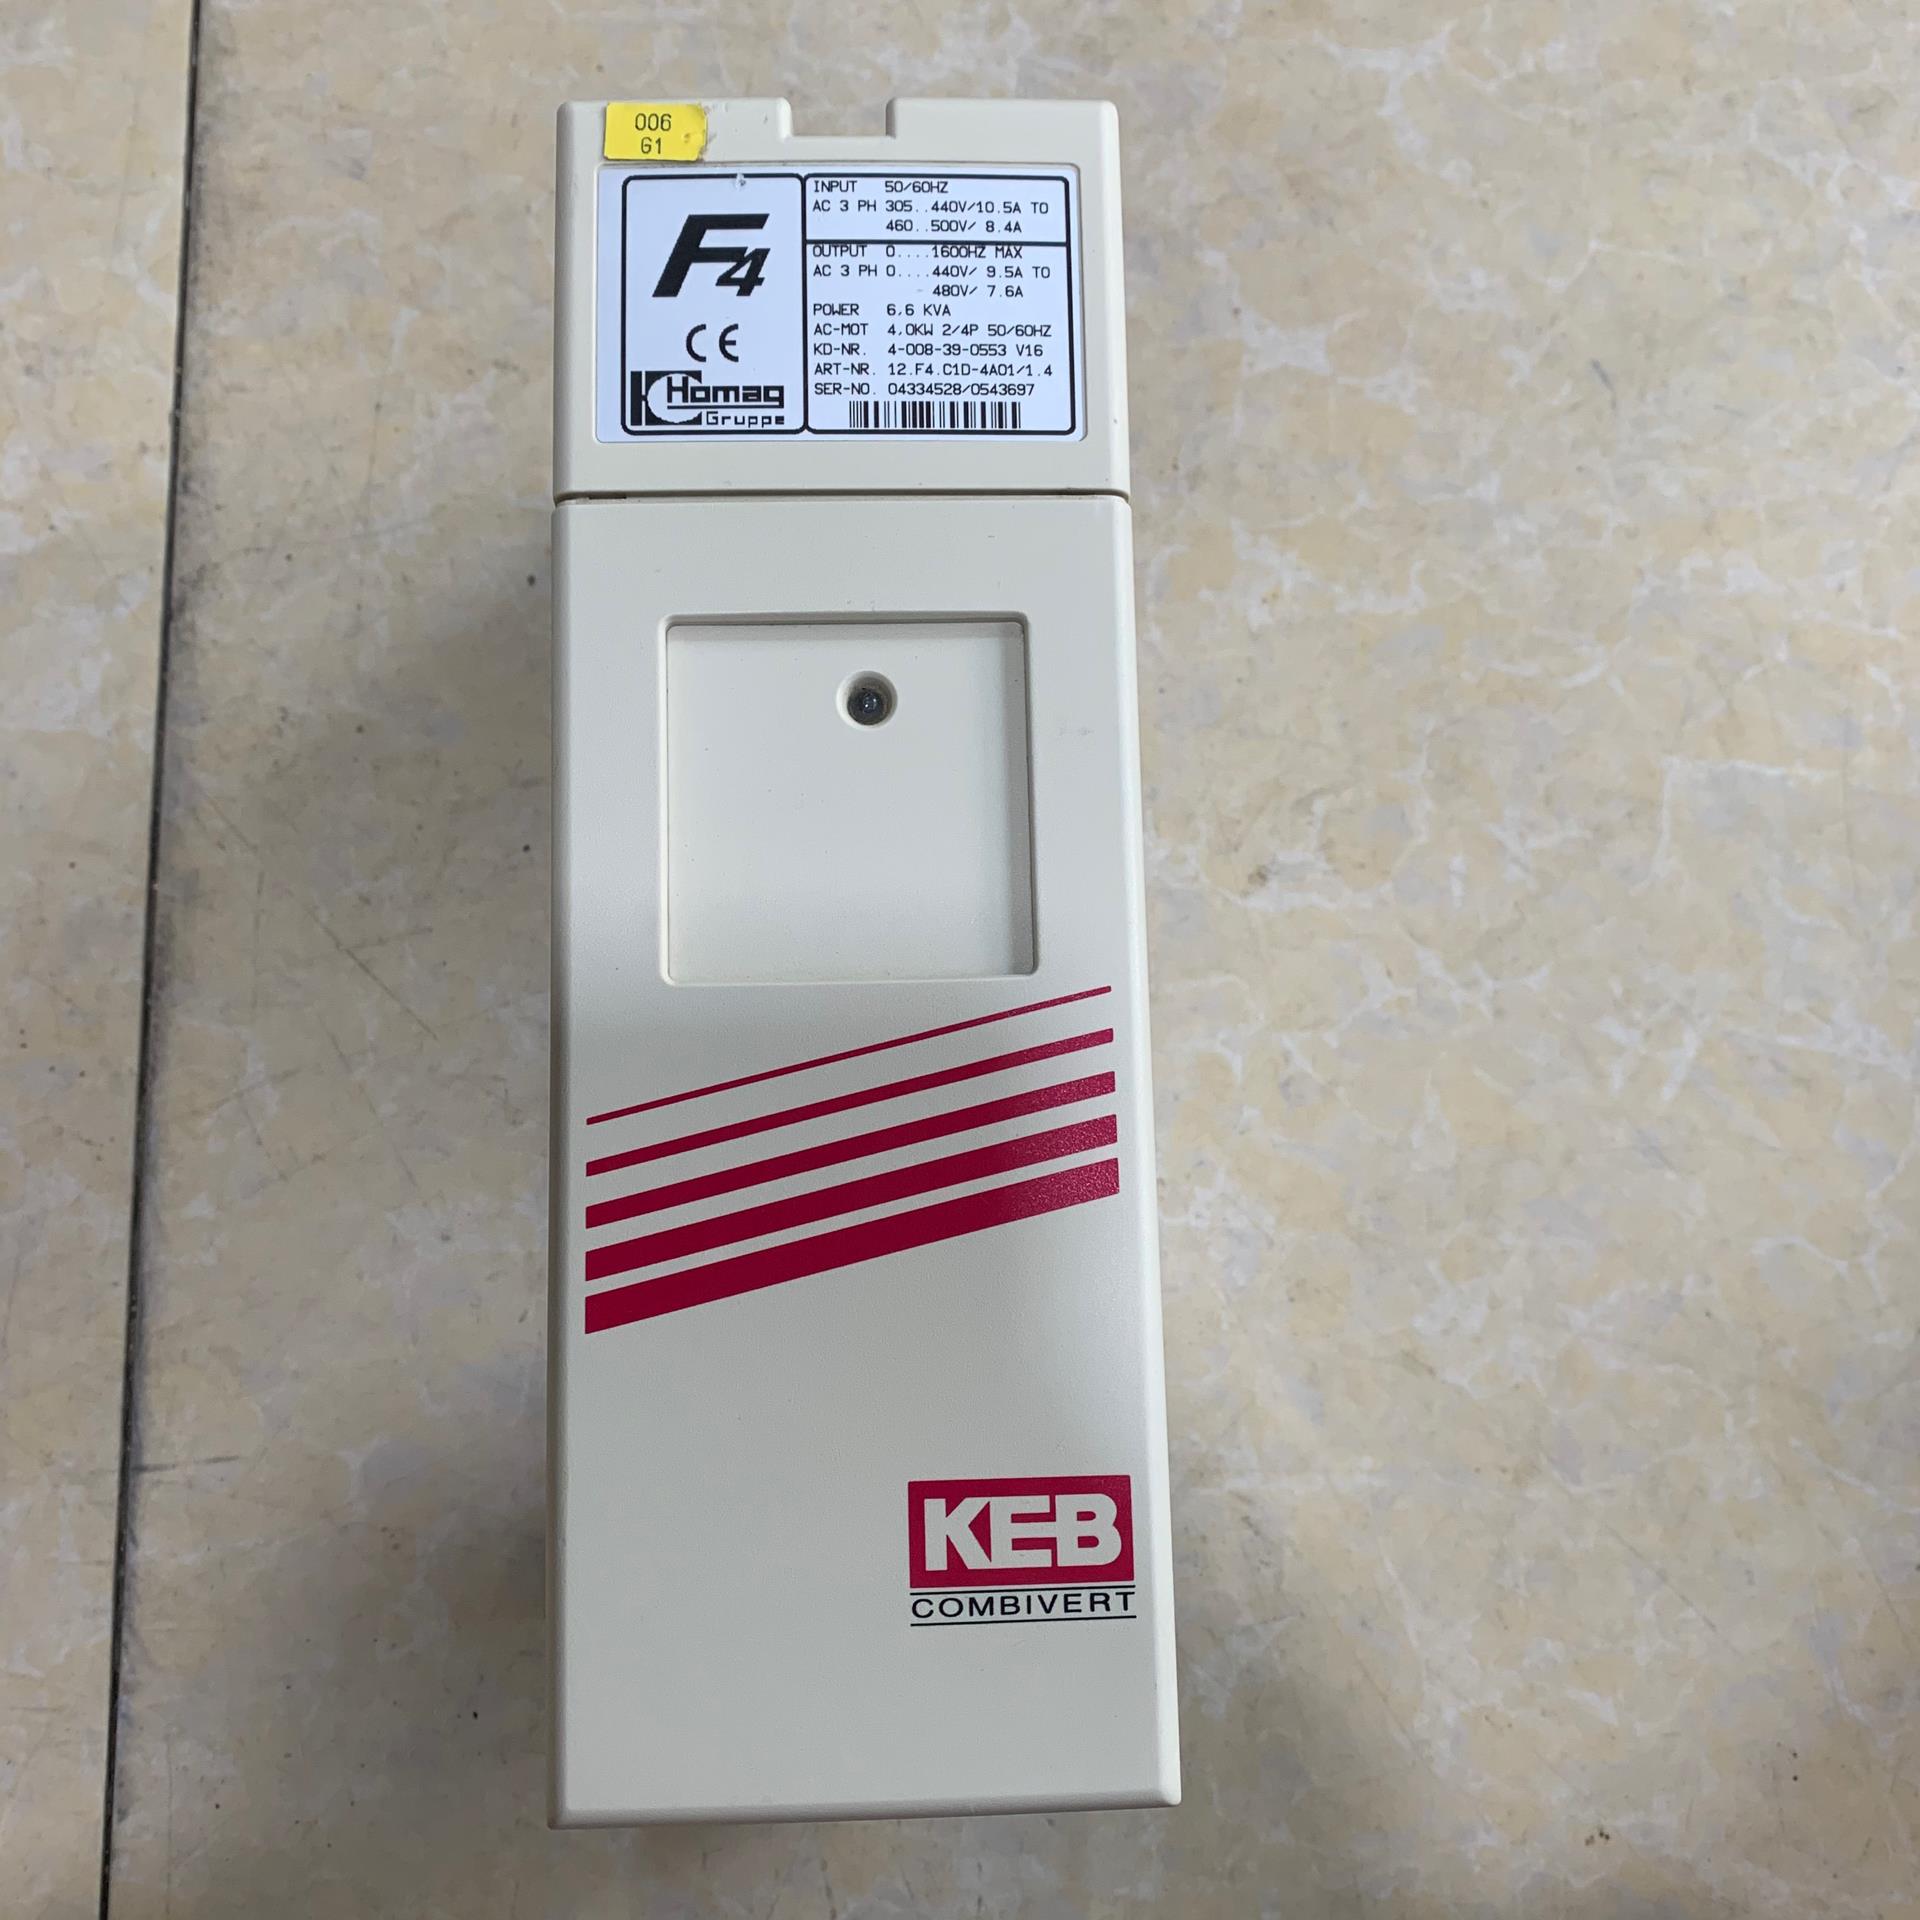 006
G1
F4
CE
Homag
Gruppe
INPUT 50/60HZ
AC 3 PH 305..440V/10.5A TO
460..500V/ 8.4A
OUTPUT 0....1600HZ MAX
AC 3 PH 0....440V/ 9.5A TO
480V/ 7.6A
POWER 6,6 KVA
AC-MOT 4,0KW 2/4P 50/60HZ
KD-NR. 4-008-39-0553 V16
ART-NR. 12.F4.C1D-4A01/1.4
SER-NO. 04334528/0543697
KEB
COMBIVERT